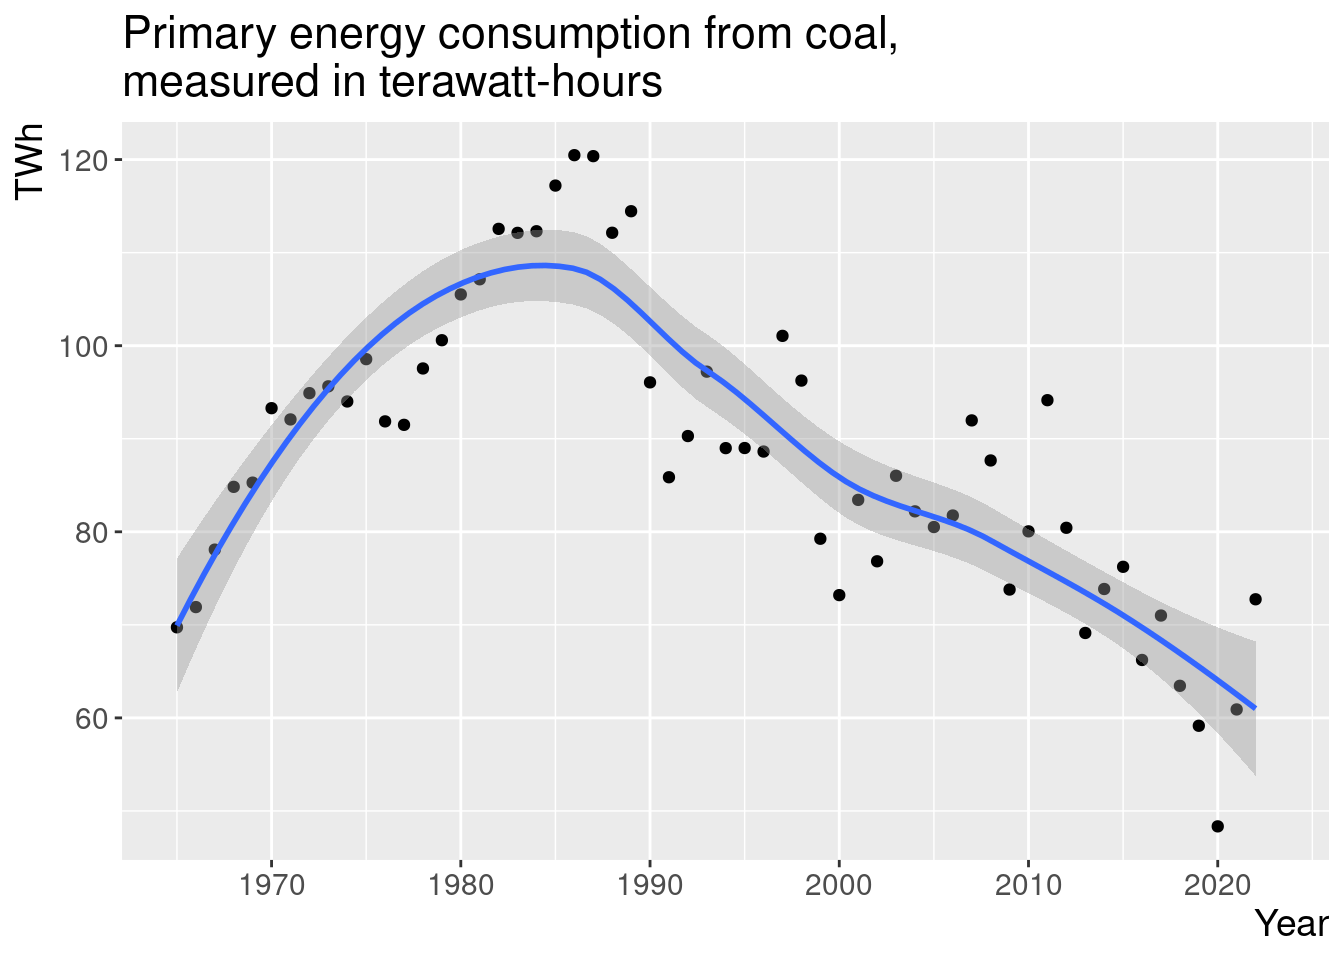 Primary energy consumption from coal,
measured in terawatt-hours
TWh
120
100
80
60
1970 1980 1990 2000 2010 2020
Year